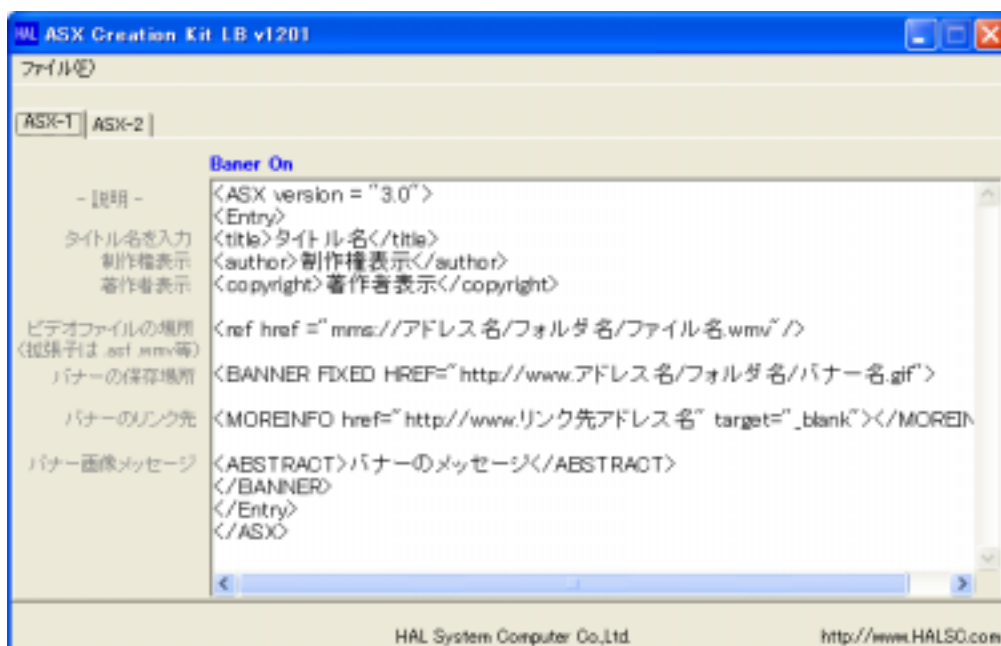 HAL ASX Creation Kit LB v1201
ファイル(F)
ASX-1 ASX-2
Baner On
- 説明 -
<ASX version = "3.0">
<Entry>
タイトル名を入力 <title>タイトル名</title>
制作権表示 <author>制作権表示</author>
著作者表示 <copyright>著作者表示</copyright>
ビデオファイルの場所 <ref href ="mms://アドレス名/フォルダ名/ファイル名.wmv"/>
(拡張子は .asf .wmv等)
バナーの保存場所 <BANNER FIXED HREF="http://www.アドレス名/フォルダ名/バナー名.gif">
バナーのリンク先 <MOREINFO href="http://www.リンク先アドレス名" target="_blank"></MOREIN
バナー画像メッセージ <ABSTRACT>バナーのメッセージ</ABSTRACT>
</BANNER>
</Entry>
</ASX>
HAL System Computer Co.,Ltd. http://www.HALSC.com